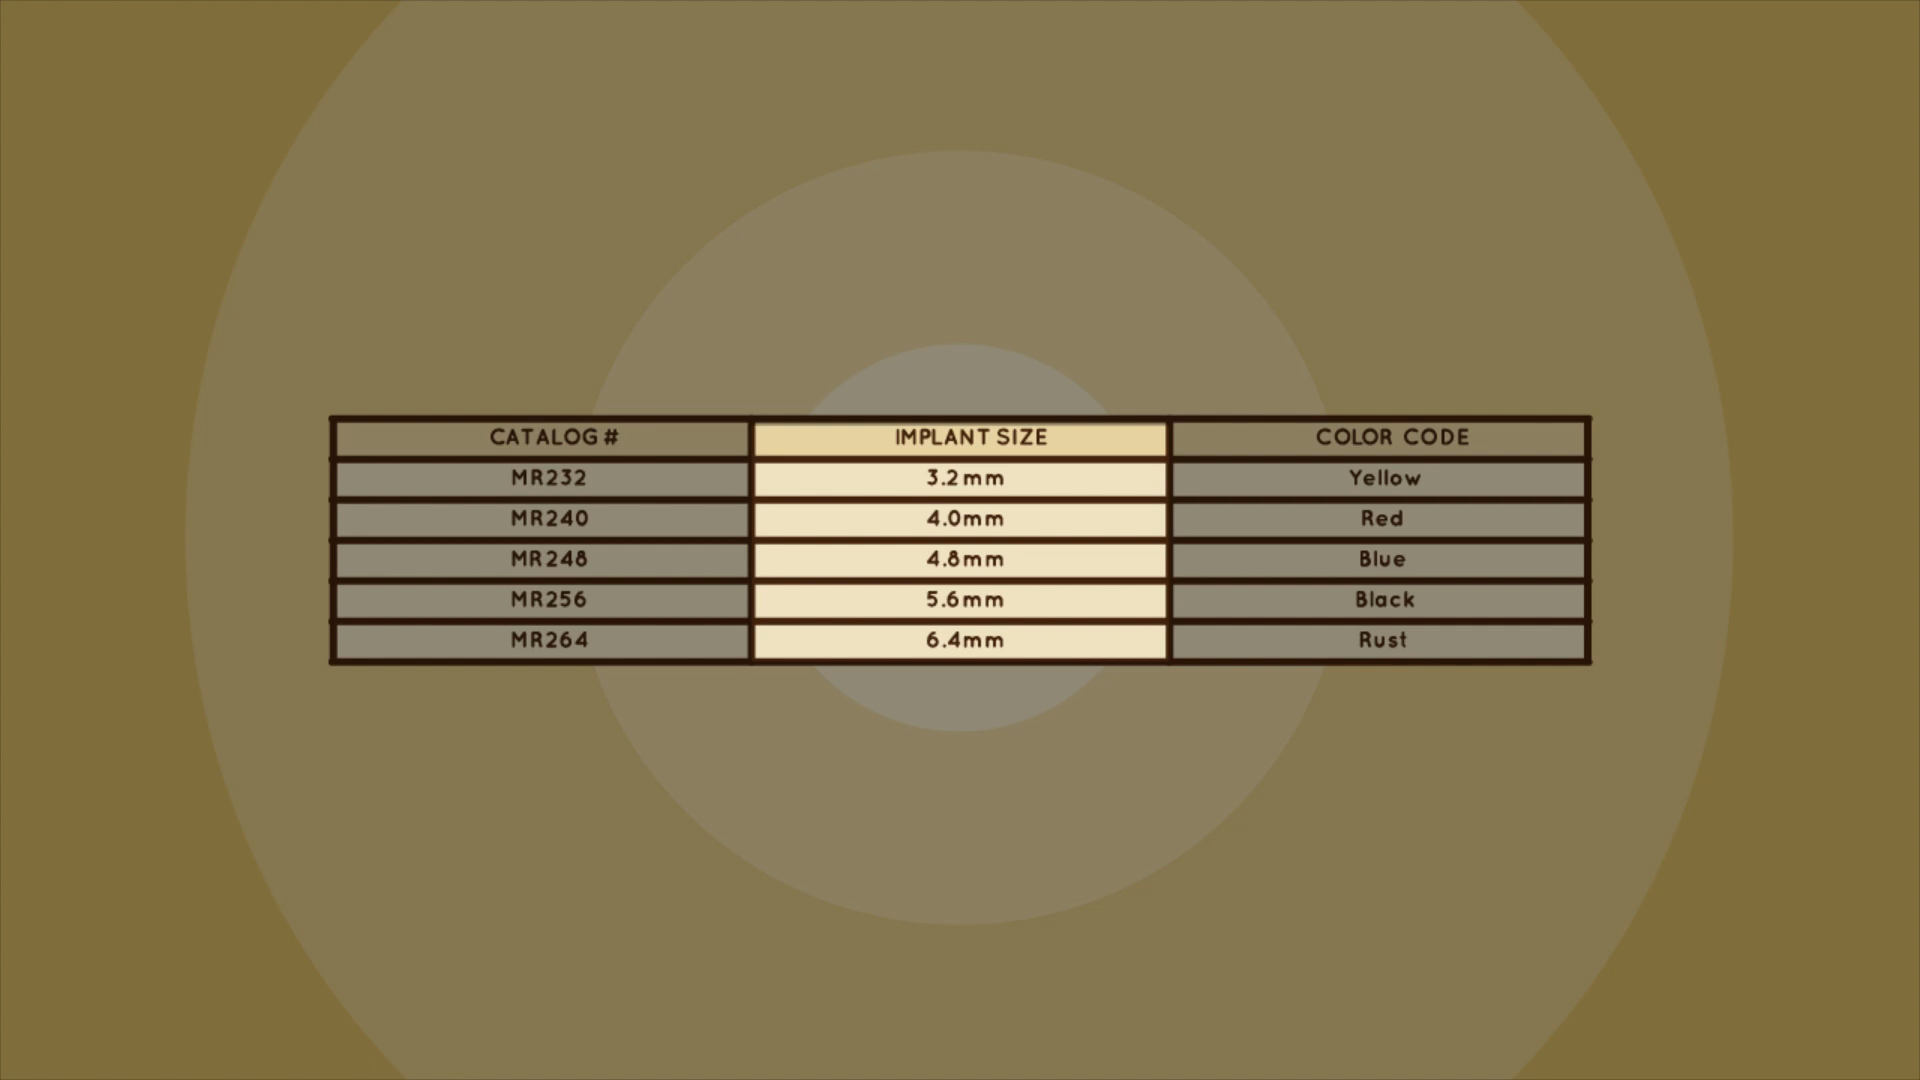 CATALOG # IMPLANT SIZE COLOR CODE
MR232 3.2mm Yellow
MR240 4.0mm Red
MR248 4.8mm Blue
MR256 5.6mm Black
MR264 6.4mm Rust